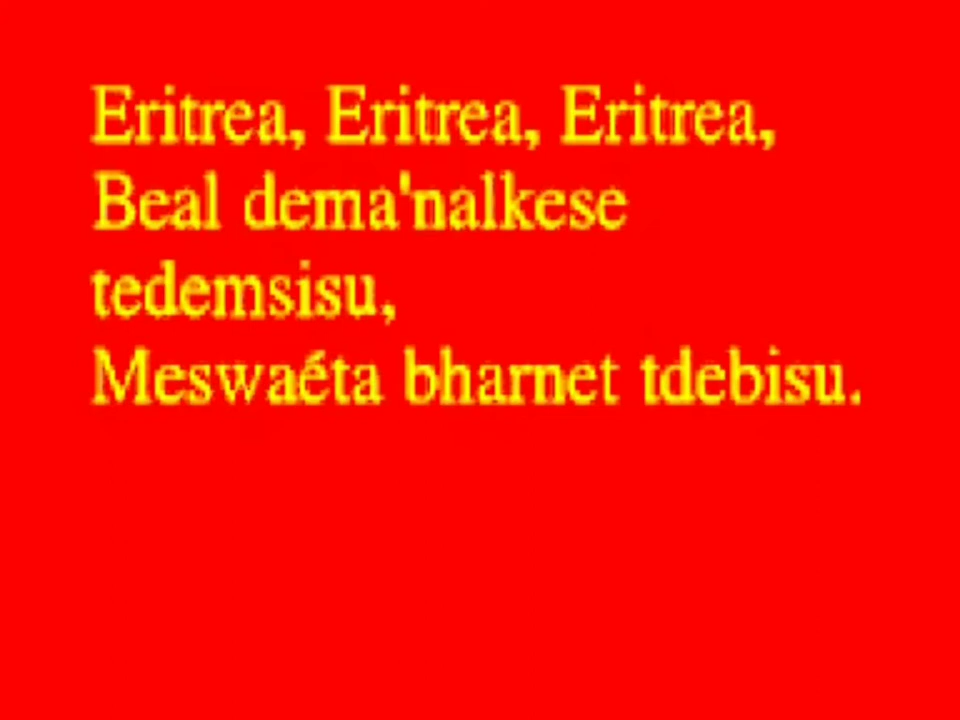 Eritrea, Eritrea, Eritrea,
Beal dema'nalkese
tedemsisu,
Meswaéta bharnet tdebisu.